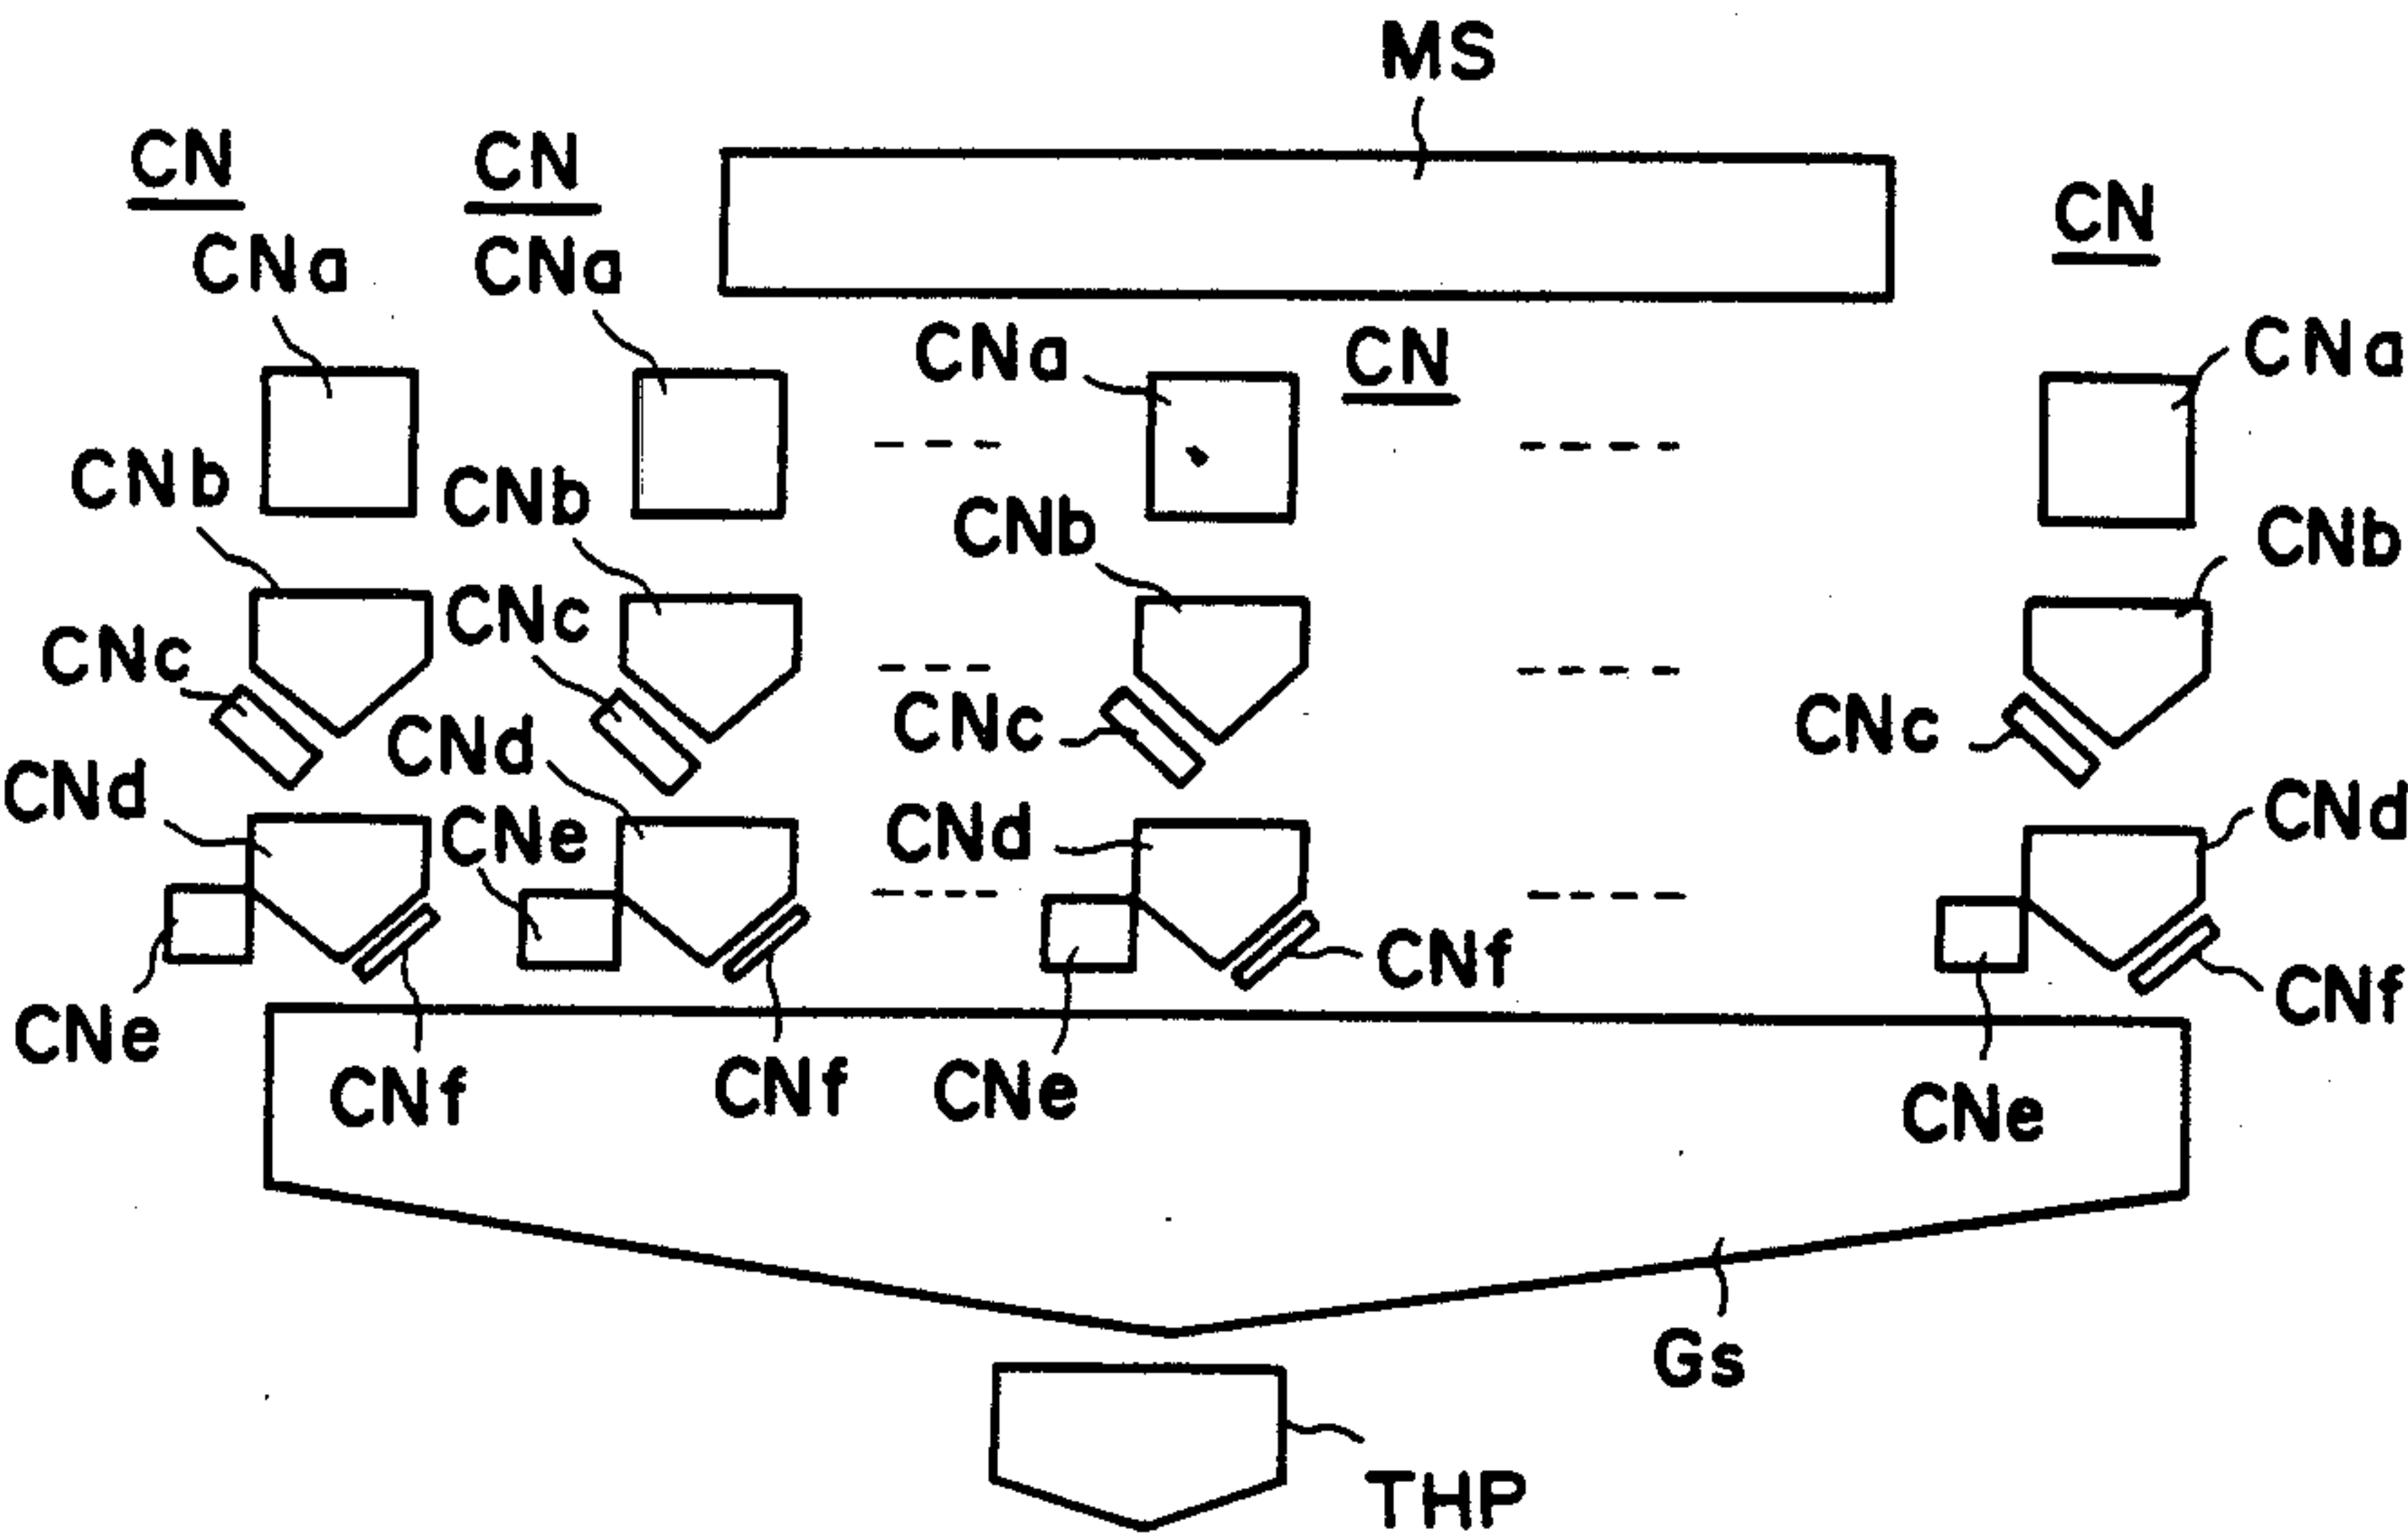 MS
CN CN CN
CNa CNa
CNa CN CNa
CNb CNb CNb CNb
CNc CNc
CNc CNc
CNd CNd CNd CNd
CNe
CNf CNf
CNe CNf CNf CNe CNe
Gs
THP